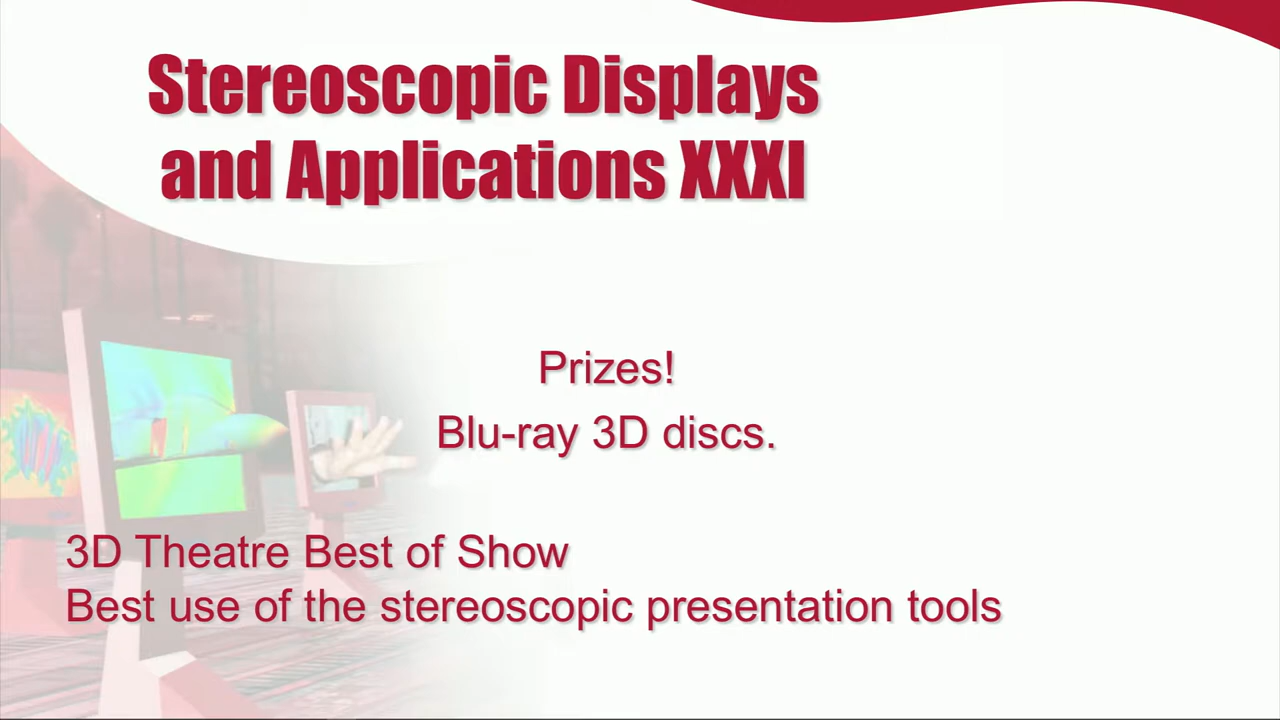 Stereoscopic Displays
and Applications XXXI
Prizes!
Blu-ray 3D discs.
3D Theatre Best of Show
Best use of the stereoscopic presentation tools